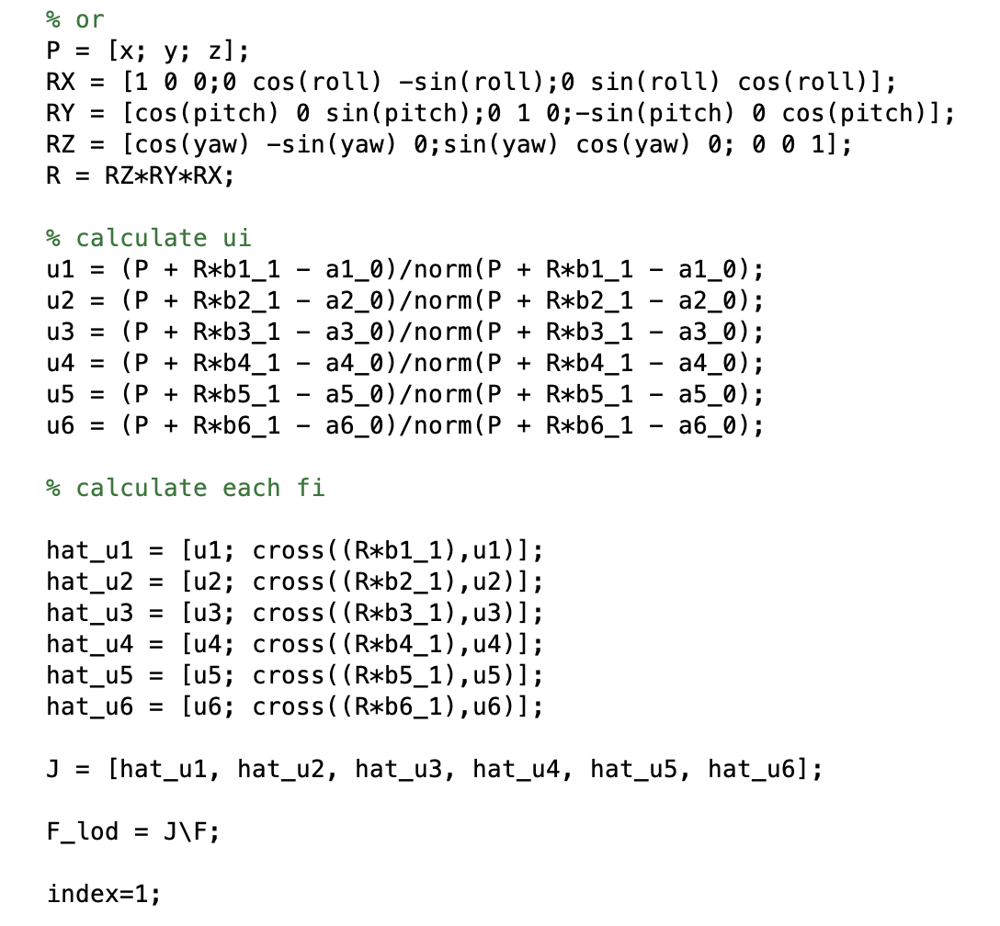 % or
P = [x; y; z];
RX = [1 0 0;0 cos(roll) -sin(roll);0 sin(roll) cos(roll)];
RY = [cos(pitch) 0 sin(pitch);0 1 0;-sin(pitch) 0 cos(pitch)];
RZ = [cos(yaw) -sin(yaw) 0;sin(yaw) cos(yaw) 0; 0 0 1];
R = RZ*RY*RX;
% calculate ui
u1 = (P + R*b1_1 - a1_0)/norm(P + R*b1_1 - a1_0);
u2 = (P + R*b2_1 - a2_0)/norm(P + R*b2_1 - a2_0);
u3 = (P + R*b3_1 - a3_0)/norm(P + R*b3_1 - a3_0);
u4 = (P + R*b4_1 - a4_0)/norm(P + R*b4_1 - a4_0);
u5 = (P + R*b5_1 - a5_0)/norm(P + R*b5_1 - a5_0);
u6 = (P + R*b6_1 - a6_0)/norm(P + R*b6_1 - a6_0);
% calculate each fi
hat_u1 = [u1; cross((R*b1_1),u1)];
hat_u2 = [u2; cross((R*b2_1),u2)];
hat_u3 = [u3; cross((R*b3_1),u3)];
hat_u4 = [u4; cross((R*b4_1),u4)];
hat_u5 = [u5; cross((R*b5_1),u5)];
hat_u6 = [u6; cross((R*b6_1),u6)];
J = [hat_u1, hat_u2, hat_u3, hat_u4, hat_u5, hat_u6];
F_lod = J\F;
index=1;